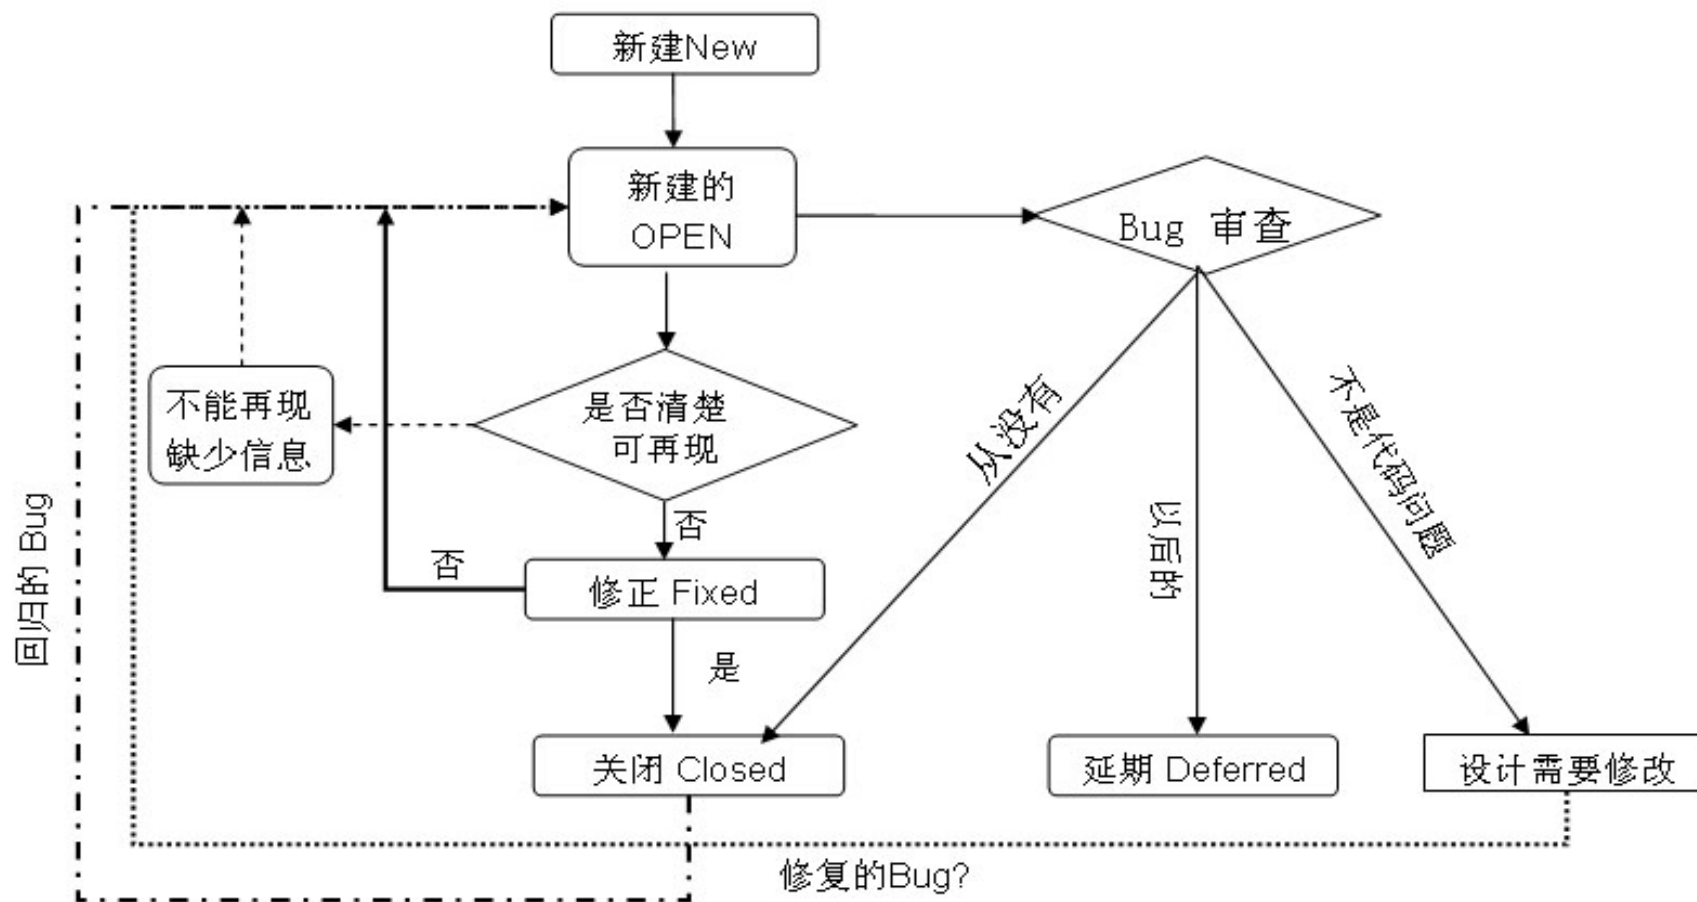 新建New
新建的
OPEN
Bug 审查
不能再现
缺少信息
是否清楚
可再现
从没有
以后的
不是代码问题
回归的 Bug
否
否
修正 Fixed
是
关闭 Closed
延期 Deferred
设计需要修改
修复的Bug?